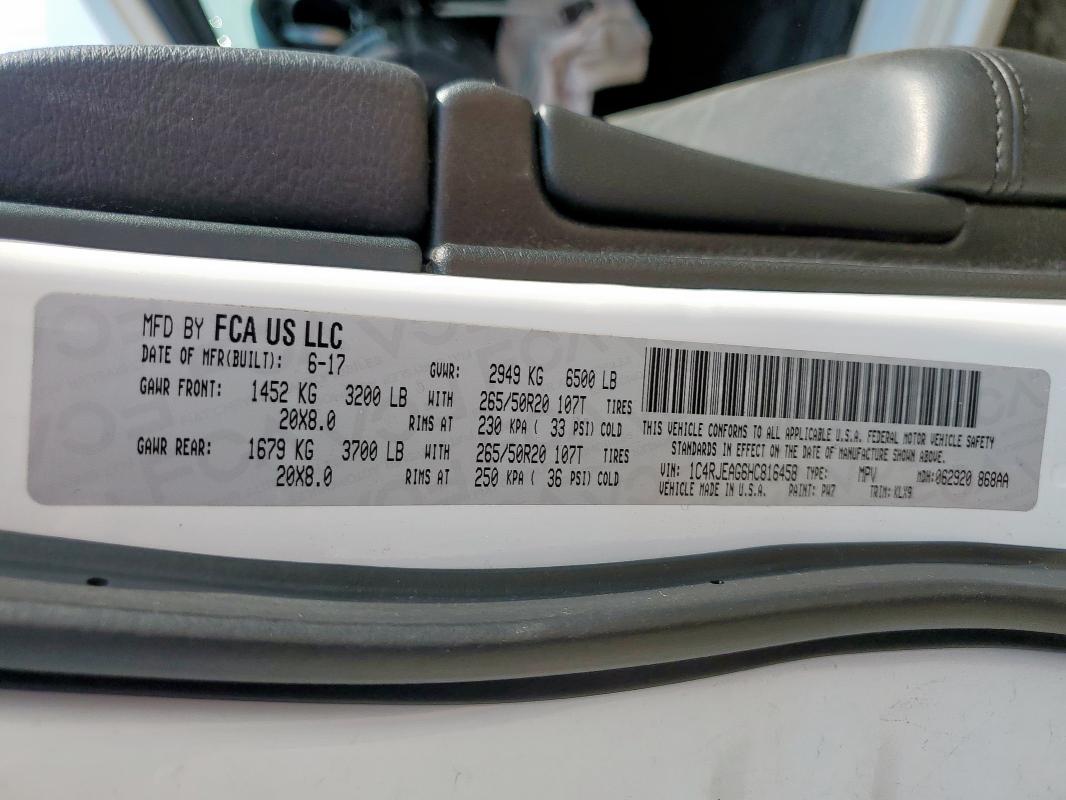 MFD BY FCA US LLC
DATE OF MFR(BUILT): 6-17 GVWR: 2949 KG 6500 LB
GAWR FRONT: 1452 KG 3200 LB WITH 265/50R20 107T TIRES
20X8.0 RIMS AT 230 KPA ( 33 PSI) COLD
GAWR REAR: 1679 KG 3700 LB WITH 265/50R20 107T TIRES
20X8.0 RIMS AT 250 KPA ( 36 PSI) COLD
THIS VEHICLE CONFORMS TO ALL APPLICABLE U.S.A. FEDERAL MOTOR VEHICLE SAFETY
STANDARDS IN EFFECT ON THE DATE OF MANUFACTURE SHOWN ABOVE.
VIN: 1C4RJEAG6HC816458 TYPE: MPV MDH:062920 868AA
VEHICLE MADE IN U.S.A. PAINT: PW7 TRIM: KLX9